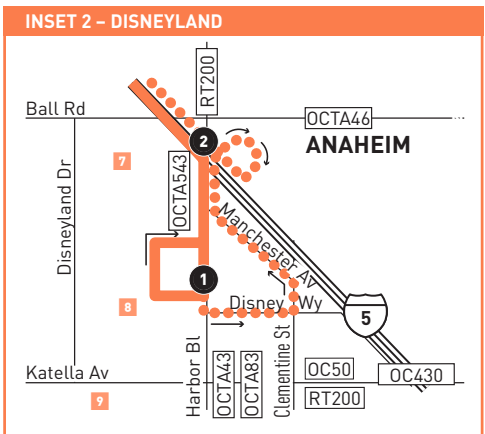 INSET 2 – DISNEYLAND
RT200
Ball Rd
OCTA46
ANAHEIM
2
7
OCTA543
Disneyland Dr
Manchester Av
1
8
Disney Wy
5
Harbor Bl
OCTA43
OCTA83
Clementine St
OC50
OC430
Katella Av
RT200
9